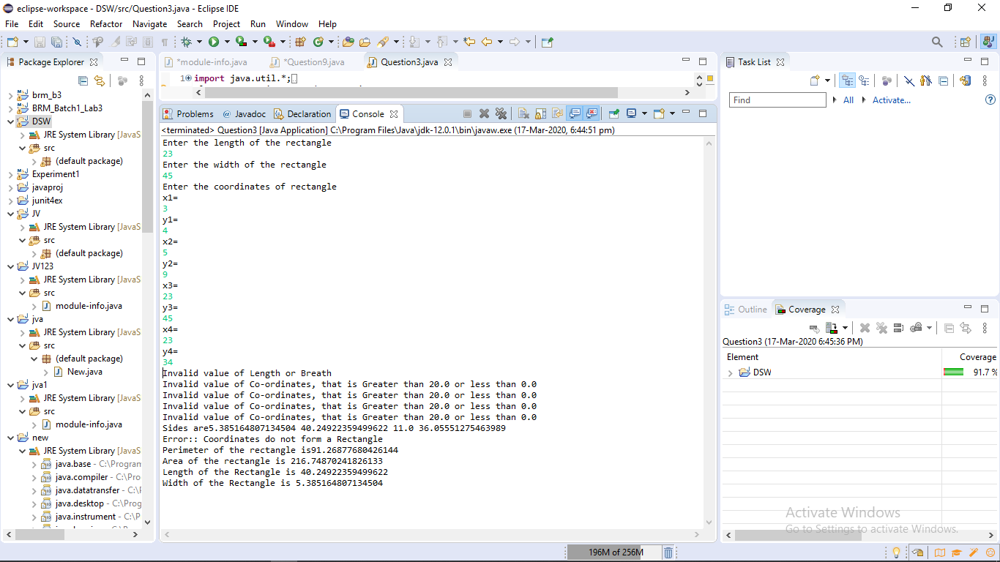 eclipse-workspace - DSW/src/Question3.java - Eclipse IDE
File Edit Source Refactor Navigate Search Project Run Window Help
Package Explorer
brm_b3
BRM_Batch1_Lab3
DSW
JRE System Library [JavaS
src
(default package)
Experiment1
javaproj
junit4ex
JV
JRE System Library [JavaS
src
(default package)
JV123
JRE System Library [JavaS
src
module-info.java
jva
JRE System Library [JavaS
src
(default package)
New.java
jva1
JRE System Library [JavaS
src
module-info.java
new
JRE System Library [JavaS
java.base - C:\Program
java.compiler - C:\Pro
java.datatransfer - C:\P
java.desktop - C:\Prog
java.instrument - C:\P
*module-info.java *Question9.java Question3.java
1 import java.util.*;
Problems @ Javadoc Declaration Console
<terminated> Question3 [Java Application] C:\Program Files\Java\jdk-12.0.1\bin\javaw.exe (17-Mar-2020, 6:44:51 pm)
Enter the length of the rectangle
23
Enter the width of the rectangle
45
Enter the coordinates of rectangle
x1=
3
y1=
4
x2=
5
y2=
9
x3=
23
y3=
45
x4=
23
y4=
34
Invalid value of Length or Breath
Invalid value of Co-ordinates, that is Greater than 20.0 or less than 0.0
Invalid value of Co-ordinates, that is Greater than 20.0 or less than 0.0
Invalid value of Co-ordinates, that is Greater than 20.0 or less than 0.0
Invalid value of Co-ordinates, that is Greater than 20.0 or less than 0.0
Sides are5.385164807134504 40.24922359499622 11.0 36.05551275463989
Error:: Coordinates do not form a Rectangle
Perimeter of the rectangle is91.26877680426144
Area of the rectangle is 216.74870241826133
Length of the Rectangle is 40.24922359499622
Width of the Rectangle is 5.385164807134504
Task List
Find All Activate...
Outline Coverage
Question3 (17-Mar-2020 6:45:36 PM)
Element Coverage
DSW 91.7 %
Activate Windows
Go to Settings to activate Windows.
196M of 256M